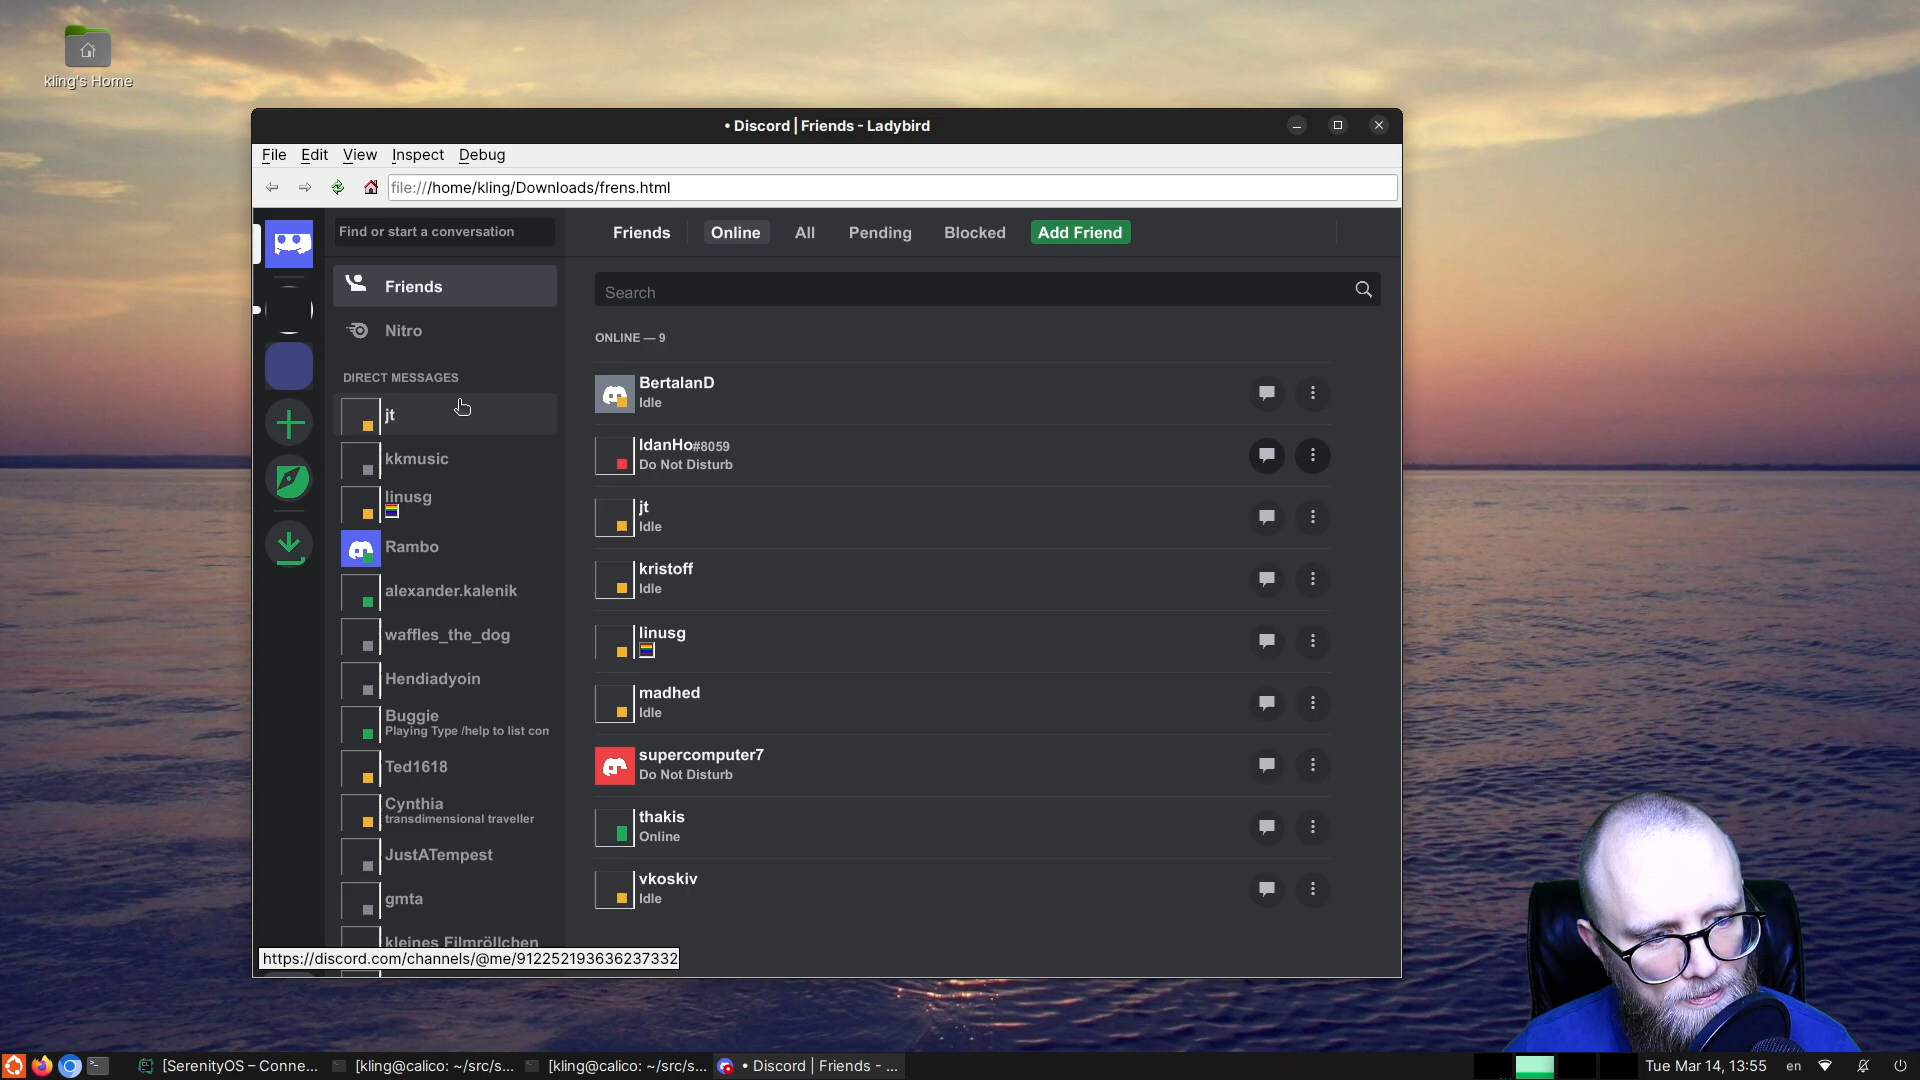 kling's Home
• Discord | Friends - Ladybird
File Edit View Inspect Debug
file:///home/kling/Downloads/frens.html
Find or start a conversation
Friends
Nitro
DIRECT MESSAGES
jt
kkmusic
linusg
Rambo
alexander.kalenik
waffles_the_dog
Hendiadyoin
Buggie
Playing Type /help to list com
Ted1618
Cynthia
transdimensional traveller
JustATempest
gmta
kleines Filmröllchen
https://discord.com/channels/@me/912252193636237332
Friends Online All Pending Blocked Add Friend
Search
ONLINE — 9
BertalanD
Idle
IdanHo#8059
Do Not Disturb
jt
Idle
kristoff
Idle
linusg
madhed
Idle
supercomputer7
Do Not Disturb
thakis
Online
vkoskiv
Idle
[SerenityOS – Conne... [kling@calico: ~/src/s... [kling@calico: ~/src/s... • Discord | Friends - ... Tue Mar 14, 13:55 en